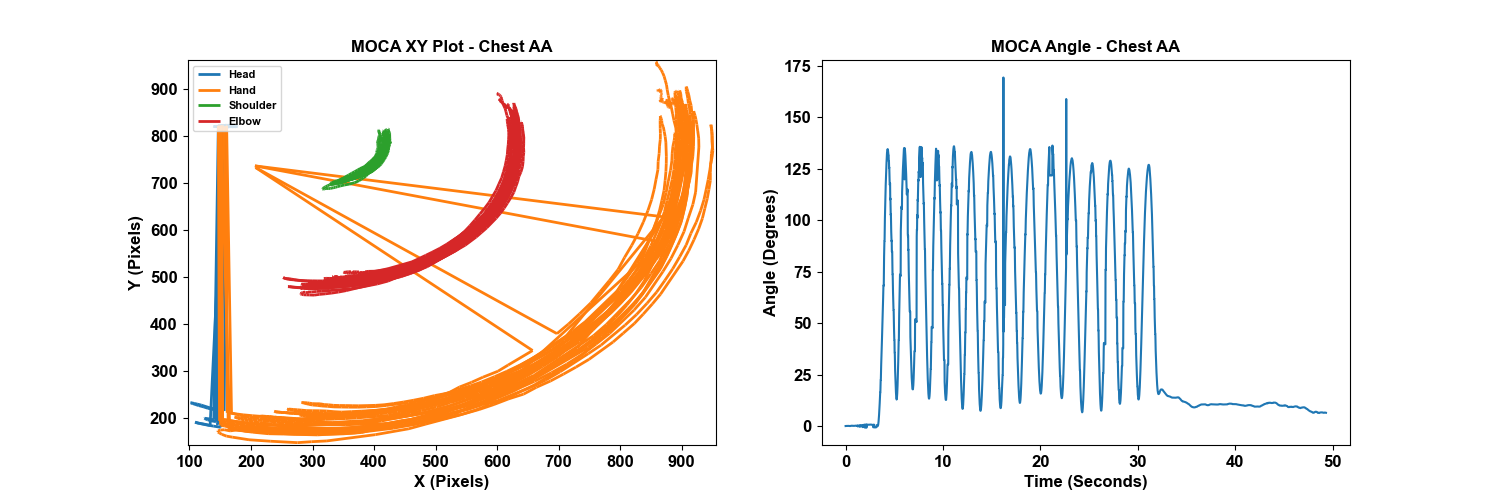 MOCA XY Plot - Chest AA
Head
Hand
Shoulder
Elbow
900
800
700
600
500
400
300
200
Y (Pixels)
100 200 300 400 500 600 700 800 900
X (Pixels)
MOCA Angle - Chest AA
175
150
125
100
75
50
25
0
Angle (Degrees)
0 10 20 30 40 50
Time (Seconds)